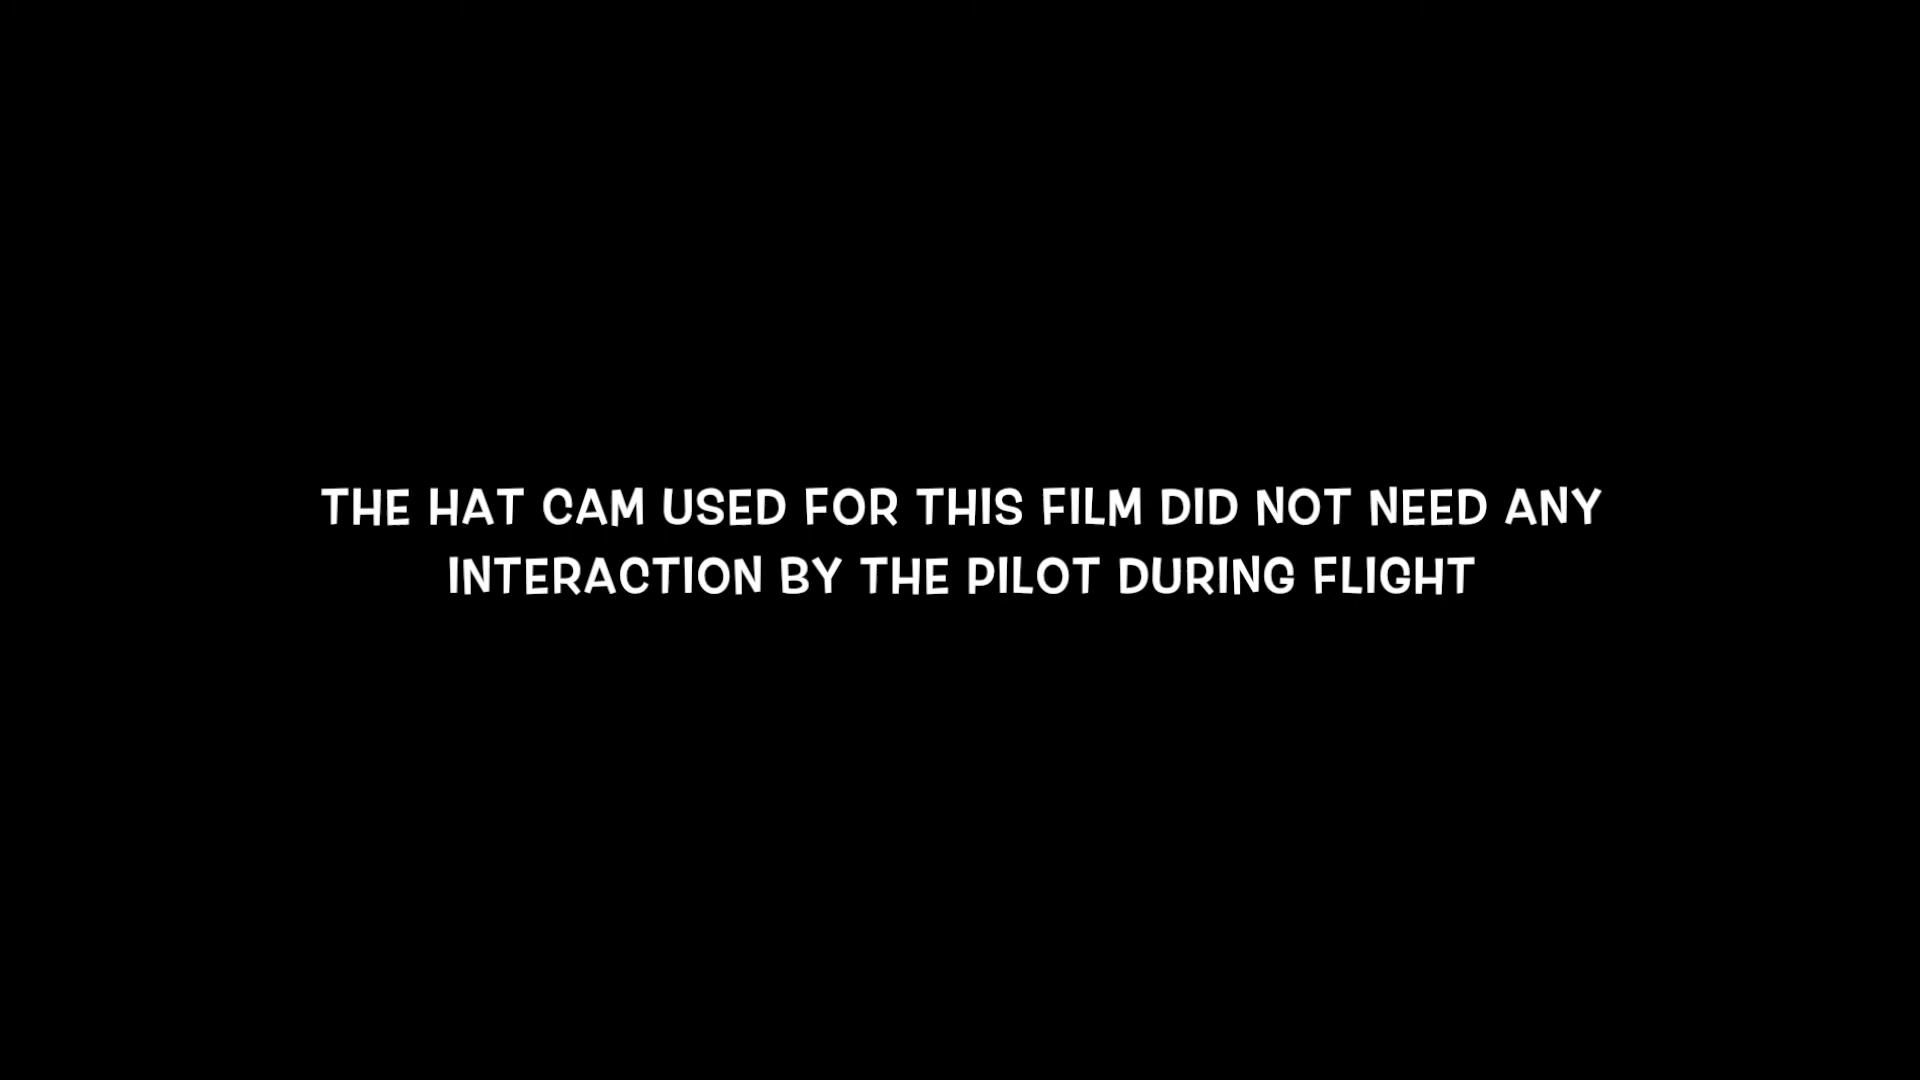 THE HAT CAM USED FOR THIS FILM DID NOT NEED ANY
INTERACTION BY THE PILOT DURING FLIGHT